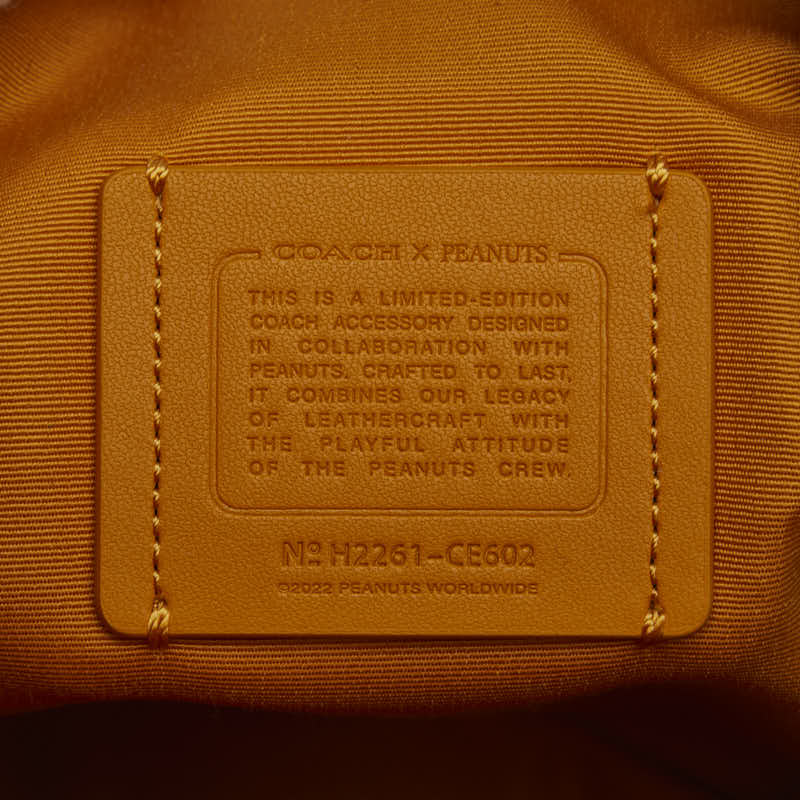 COACH X PEANUTS
THIS IS A LIMITED-EDITION
COACH ACCESSORY DESIGNED
IN COLLABORATION WITH
PEANUTS. CRAFTED TO LAST,
IT COMBINES OUR LEGACY
OF LEATHERCRAFT WITH
THE PLAYFUL ATTITUDE
OF THE PEANUTS CREW.
Nº H2261-CE602
©2022 PEANUTS WORLDWIDE